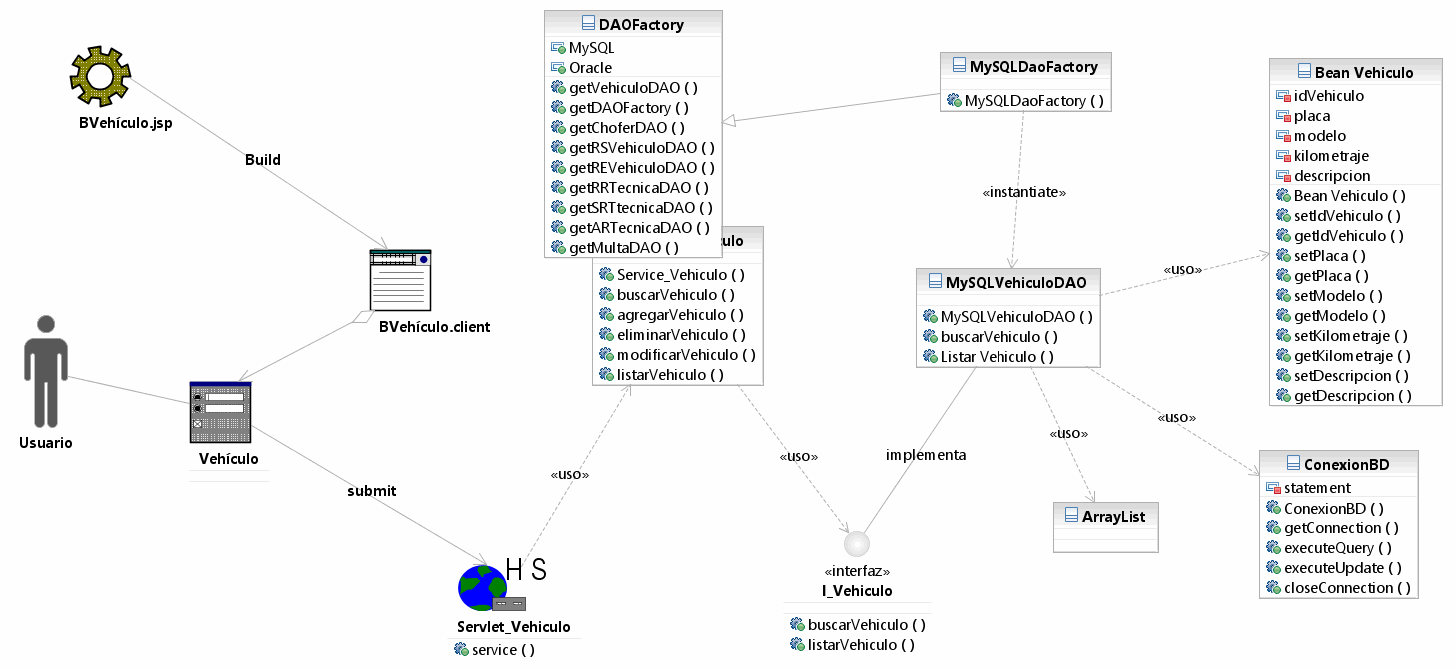 BVehículo.jsp
Build
BVehículo.client
Usuario
Vehículo
submit
H S
Servlet_Vehiculo
service ( )
«uso»
DAOFactory
MySQL
Oracle
getVehiculoDAO ( )
getDAOFactory ( )
getChoferDAO ( )
getRSVehiculoDAO ( )
getREVehiculoDAO ( )
getRRTecnicaDAO ( )
getSRTtecnicaDAO ( )
getARTecnicaDAO ( )
getMultaDAO ( )
Service_Vehiculo ( )
buscarVehiculo ( )
agregarVehiculo ( )
eliminarVehiculo ( )
modificarVehiculo ( )
listarVehiculo ( )
«uso»
«interfaz»
I_Vehiculo
buscarVehiculo ( )
listarVehiculo ( )
implementa
MySQLDaoFactory
MySQLDaoFactory ( )
«instantiate»
MySQLVehiculoDAO
MySQLVehiculoDAO ( )
buscarVehiculo ( )
Listar Vehiculo ( )
«uso»
«uso»
«uso»
ArrayList
Bean Vehiculo
idVehiculo
placa
modelo
kilometraje
descripcion
Bean Vehiculo ( )
setIdVehiculo ( )
getIdVehiculo ( )
setPlaca ( )
getPlaca ( )
setModelo ( )
getModelo ( )
setKilometraje ( )
getKilometraje ( )
setDescripcion ( )
getDescripcion ( )
ConexionBD
statement
ConexionBD ( )
getConnection ( )
executeQuery ( )
executeUpdate ( )
closeConnection ( )